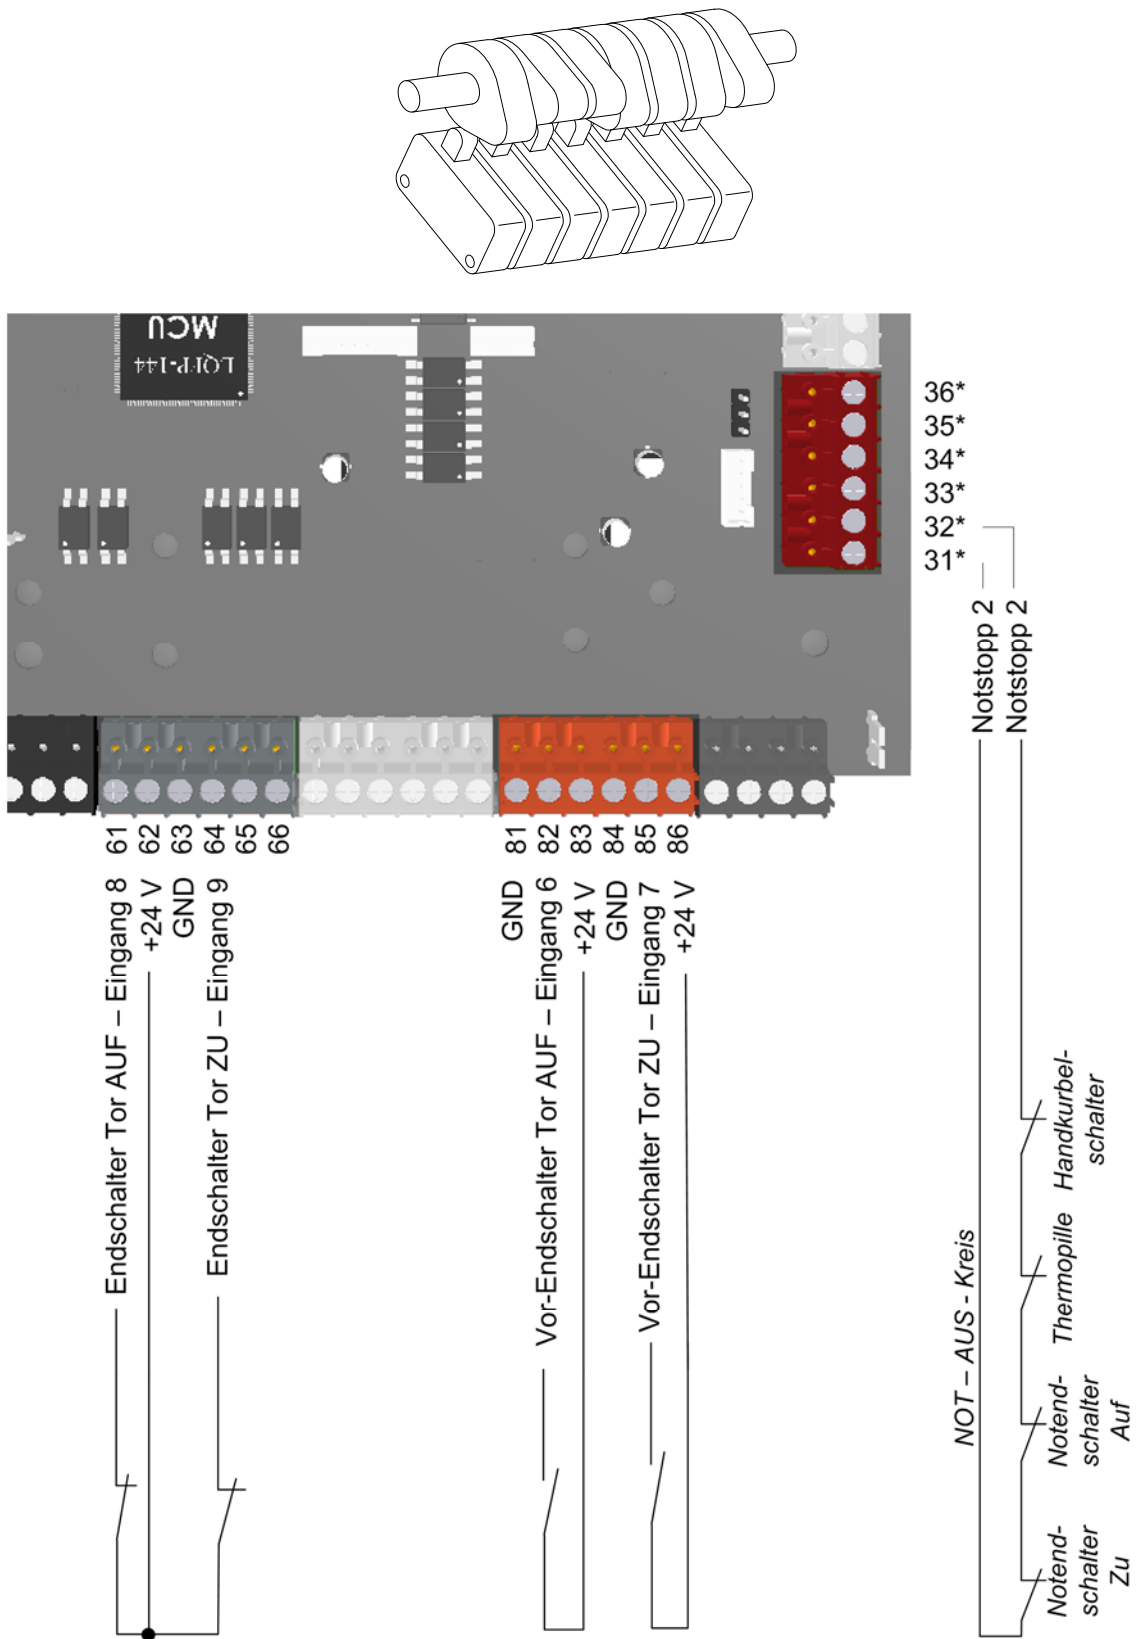 MCU
LQFP-144
36*
35*
34*
33*
32*
31*
Notstopp 2
Notstopp 2
61
62
63
64
65
66
81
82
83
84
85
86
Endschalter Tor AUF – Eingang 8
+24 V
GND
Endschalter Tor ZU – Eingang 9
GND
Vor-Endschalter Tor AUF – Eingang 6
+24 V
GND
Vor-Endschalter Tor ZU – Eingang 7
+24 V
NOT – AUS - Kreis
Handkurbel-
schalter
Thermopille
Notend-
schalter
Auf
Notend-
schalter
Zu